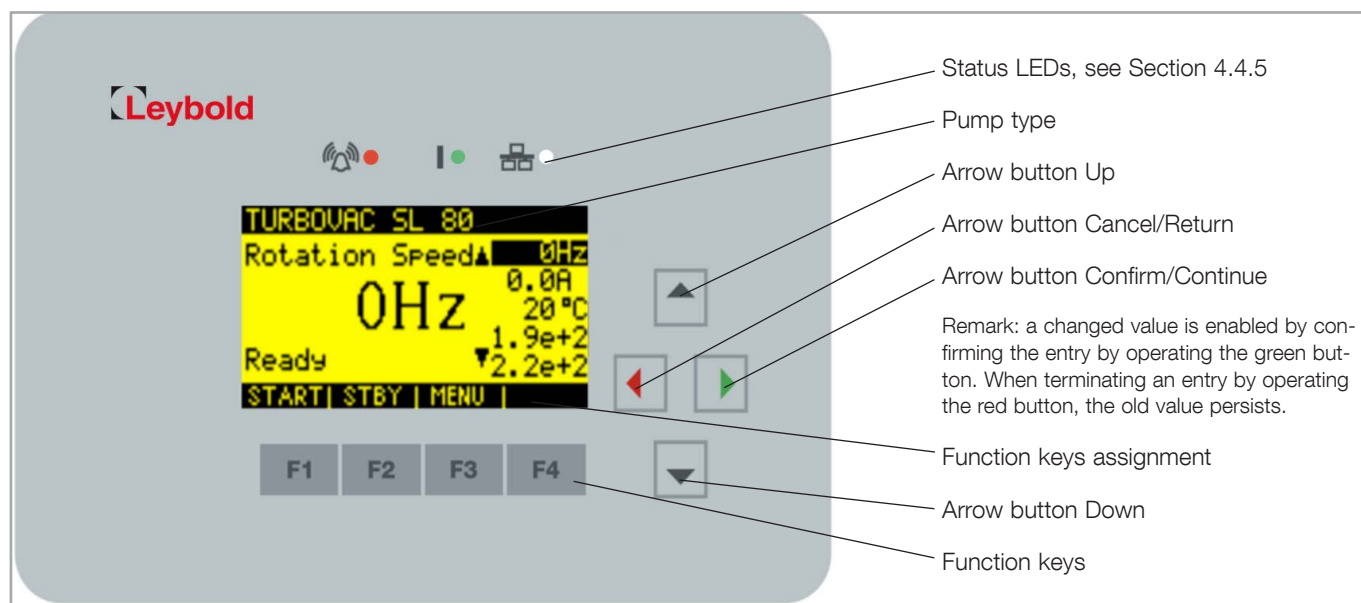 Leybold
TURBOVAC SL 80
Rotation Speed▲ 0Hz
0Hz
0.0A
20°C
1.9e+2
Ready ▼2.2e+2
START| STBY | MENU |
F1 F2 F3 F4
Status LEDs, see Section 4.4.5
Pump type
Arrow button Up
Arrow button Cancel/Return
Arrow button Confirm/Continue
Remark: a changed value is enabled by con-
firming the entry by operating the green but-
ton. When terminating an entry by operating
the red button, the old value persists.
Function keys assignment
Arrow button Down
Function keys